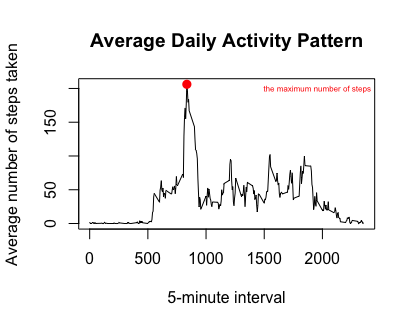 Average Daily Activity Pattern
the maximum number of steps
Average number of steps taken
150
50
0
0 500 1000 1500 2000
5-minute interval